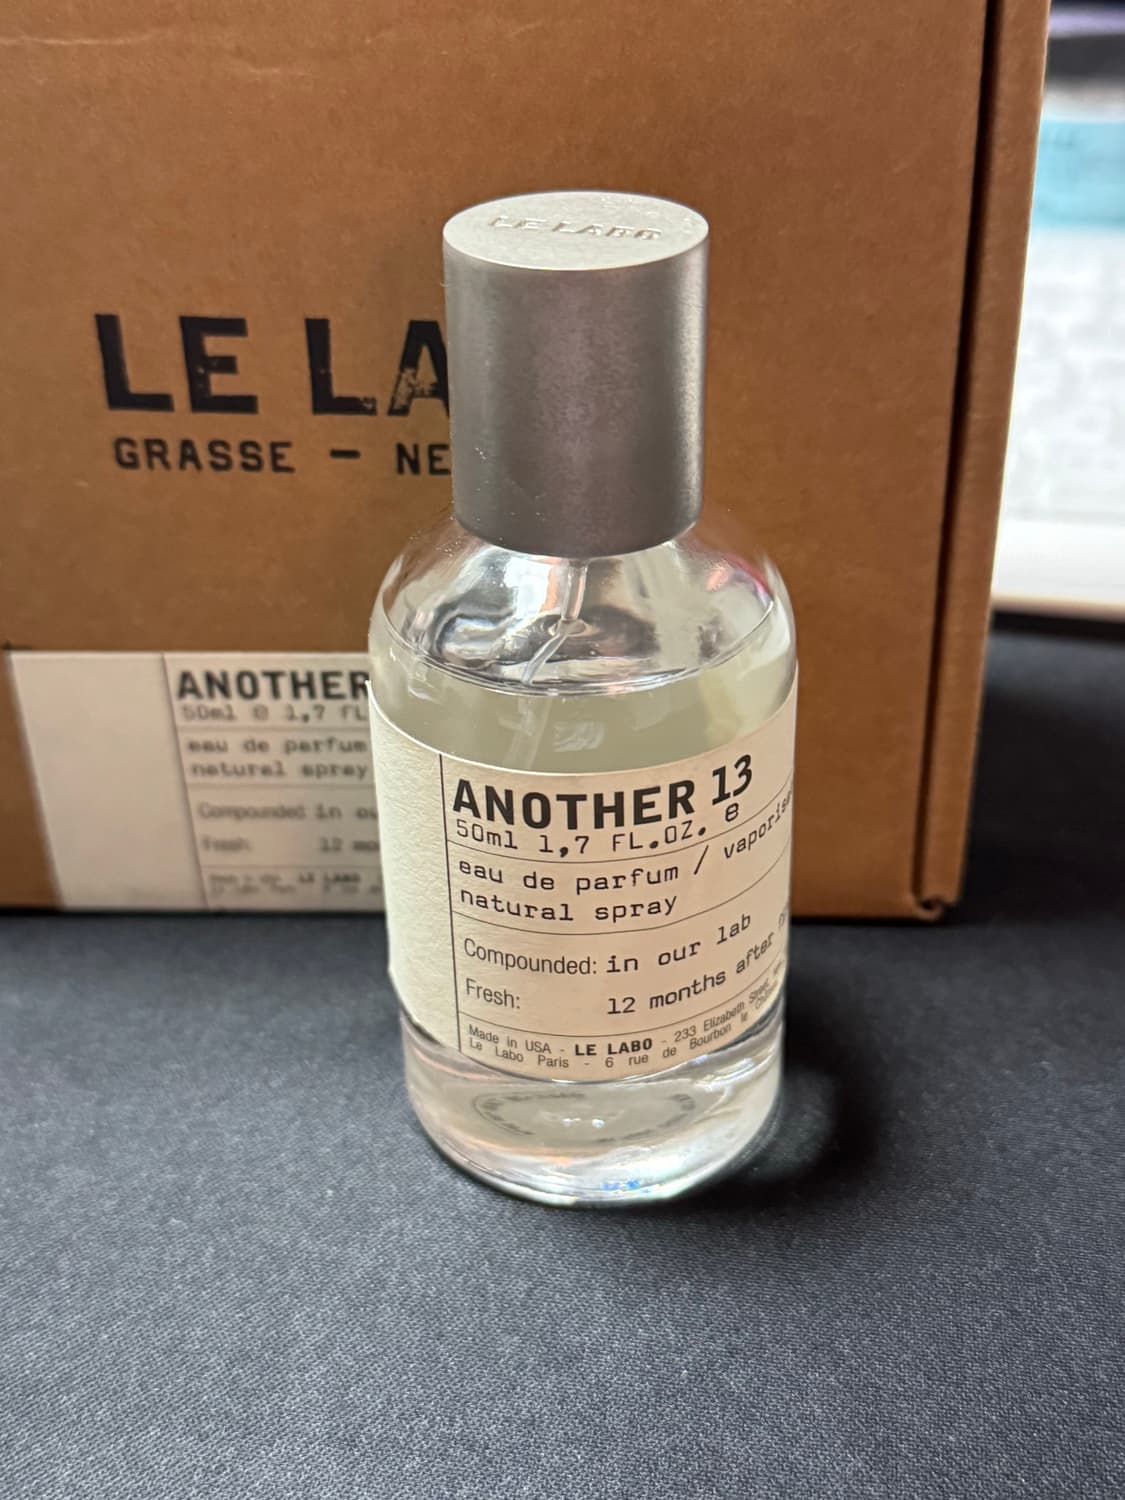 LE LABO
LE LA
GRASSE — NE
ANOTHER
50ml e 1,7 FL
eau de parfum
natural spray
Compounded: in ou
Fresh: 12 mo
LE LABO
ANOTHER 13
50ml 1,7 FL.OZ. e
eau de parfum / vaporis
natural spray
Compounded: in our lab
Fresh: 12 months after
Made in USA - LE LABO - 233 Elizabeth Street
Le Labo Paris - 6 rue de Bourbon le